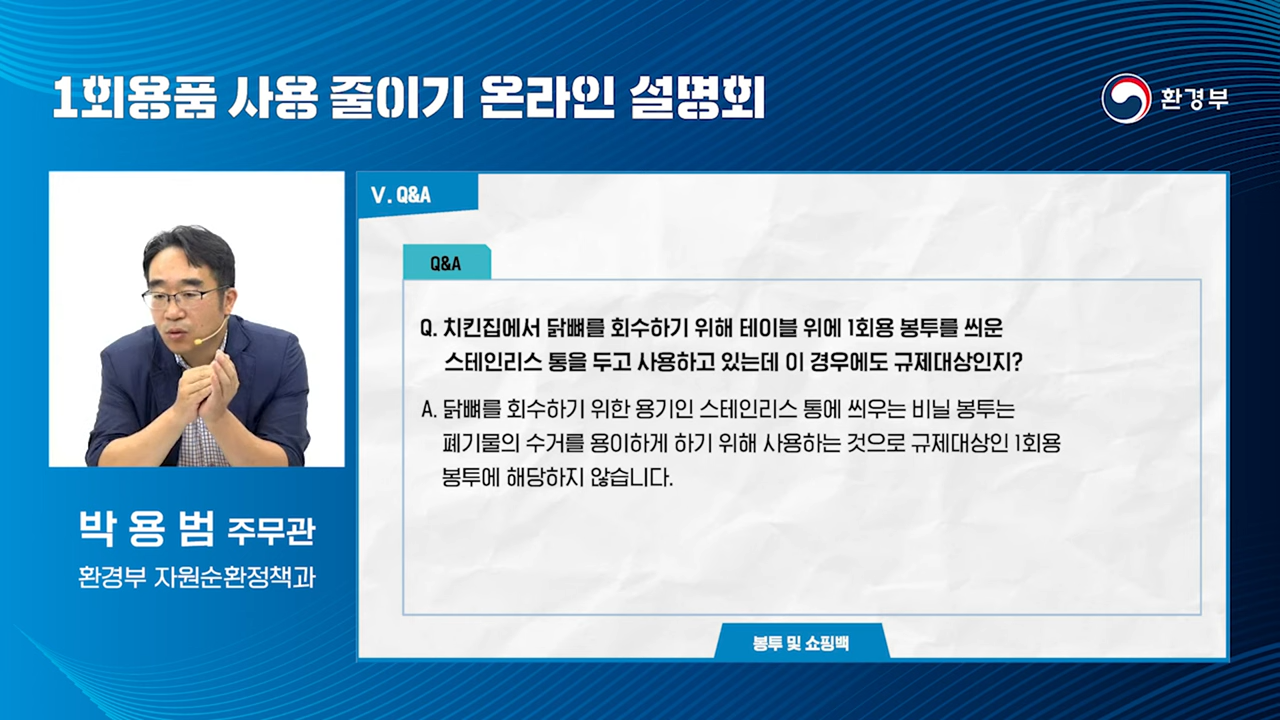 1회용품 사용 줄이기 온라인 설명회
환경부
Ⅴ. Q&A
Q&A
Q. 치킨집에서 닭뼈를 회수하기 위해 테이블 위에 1회용 봉투를 씌운
스테인리스 통을 두고 사용하고 있는데 이 경우에도 규제대상인지?
A. 닭뼈를 회수하기 위한 용기인 스테인리스 통에 씌우는 비닐 봉투는
폐기물의 수거를 용이하게 하기 위해 사용하는 것으로 규제대상인 1회용
봉투에 해당하지 않습니다.
박용범 주무관
환경부 자원순환정책과
봉투 및 쇼핑백